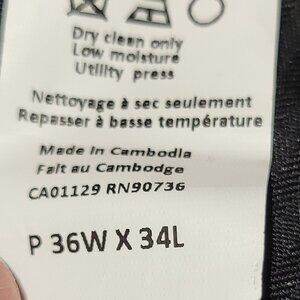 Dry clean only
Low moisture
Utility press
Nettoyage à sec seulement
Repasser à basse température
Made in Cambodia
Fait au Cambodge
CA01129 RN90736
P 36W X 34L